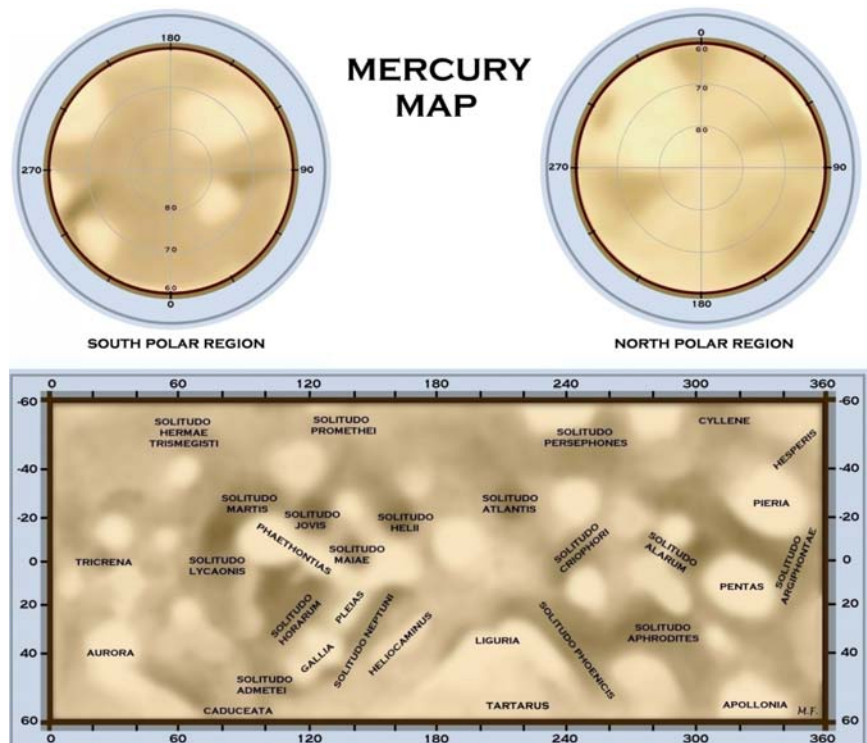 180
0
MERCURY
MAP
60
70
80
270
90
270
90
80
70
60
0
180
SOUTH POLAR REGION
NORTH POLAR REGION
0
60
120
180
240
300
360
-60
-60
SOLITUDO
HERMAE
TRISMEGISTI
SOLITUDO
PROMETHEI
SOLITUDO
PERSEPHONES
CYLLENE
HESPERIS
-40
-40
SOLITUDO
MARTIS
SOLITUDO
JOVIS
SOLITUDO
HELII
SOLITUDO
ATLANTIS
PIERIA
-20
-20
PHAETHONTIAS
SOLITUDO
MAIAE
SOLITUDO
CRIOPHORI
SOLITUDO
ALARUM
SOLITUDO
ARGIPHONTAE
0
TRICRENA
SOLITUDO
LYCAONIS
0
PENTAS
20
20
SOLITUDO
HORARUM
PLEIAS
SOLITUDO NEPTUNI
HELIOCAMINUS
LIGURIA
SOLITUDO PHOENICIS
SOLITUDO
APHRODITES
40
AURORA
GALLIA
40
SOLITUDO
ADMETEI
CADUCEATA
TARTARUS
APOLLONIA
M.F.
60
60
0
60
120
180
240
300
360